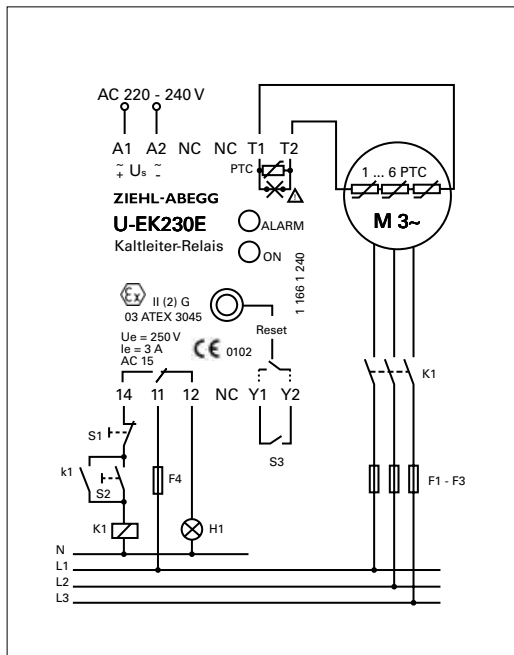 AC 220 - 240 V
A1 A2 NC NC T1 T2
~ + Us ~ -
PTC
1 ... 6 PTC
M 3~
ZIEHL-ABEGG
U-EK230E
ALARM
Kaltleiter-Relais
ON
1 166 1 240
Ex II (2) G
03 ATEX 3045
Reset
Ue = 250 V
Ie = 3 A
AC 15
CE 0102
K1
14 11 12 NC Y1 Y2
S1
S3
k1
S2
F4
F1 - F3
K1
H1
N
L1
L2
L3